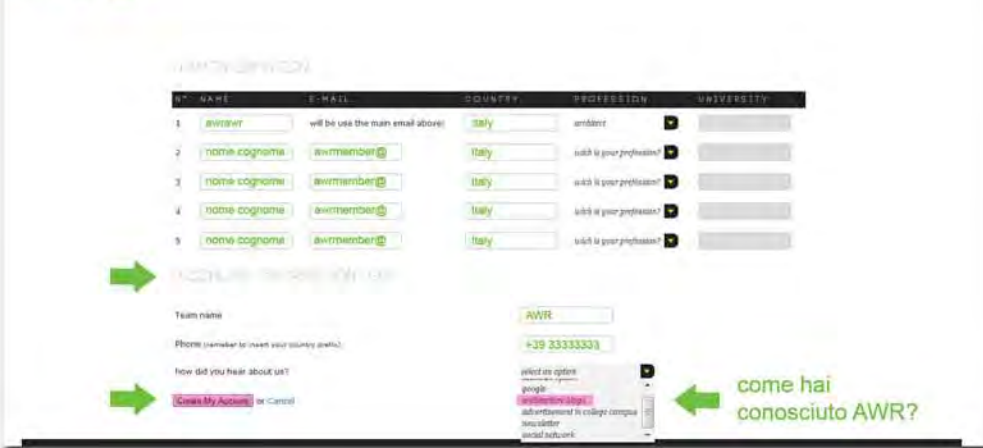 N° NAME E-MAIL COUNTRY PROFESSION UNIVERSITY
1 awrawr will be use the main email above! Italy architect
2 nome cognome awrmember@ Italy wich is your profession?
3 nome cognome awrmember@ Italy wich is your profession?
4 nome cognome awrmember@ Italy wich is your profession?
5 nome cognome awrmember@ Italy wich is your profession?
Team name AWR
Phone (remeber to insert your country prefix) +39 33333333
how did you hear about us? select an option
google
architecture blogs
advertisement in college campus
newsletter
social network
Create My Account or Cancel
come hai
conosciuto AWR?